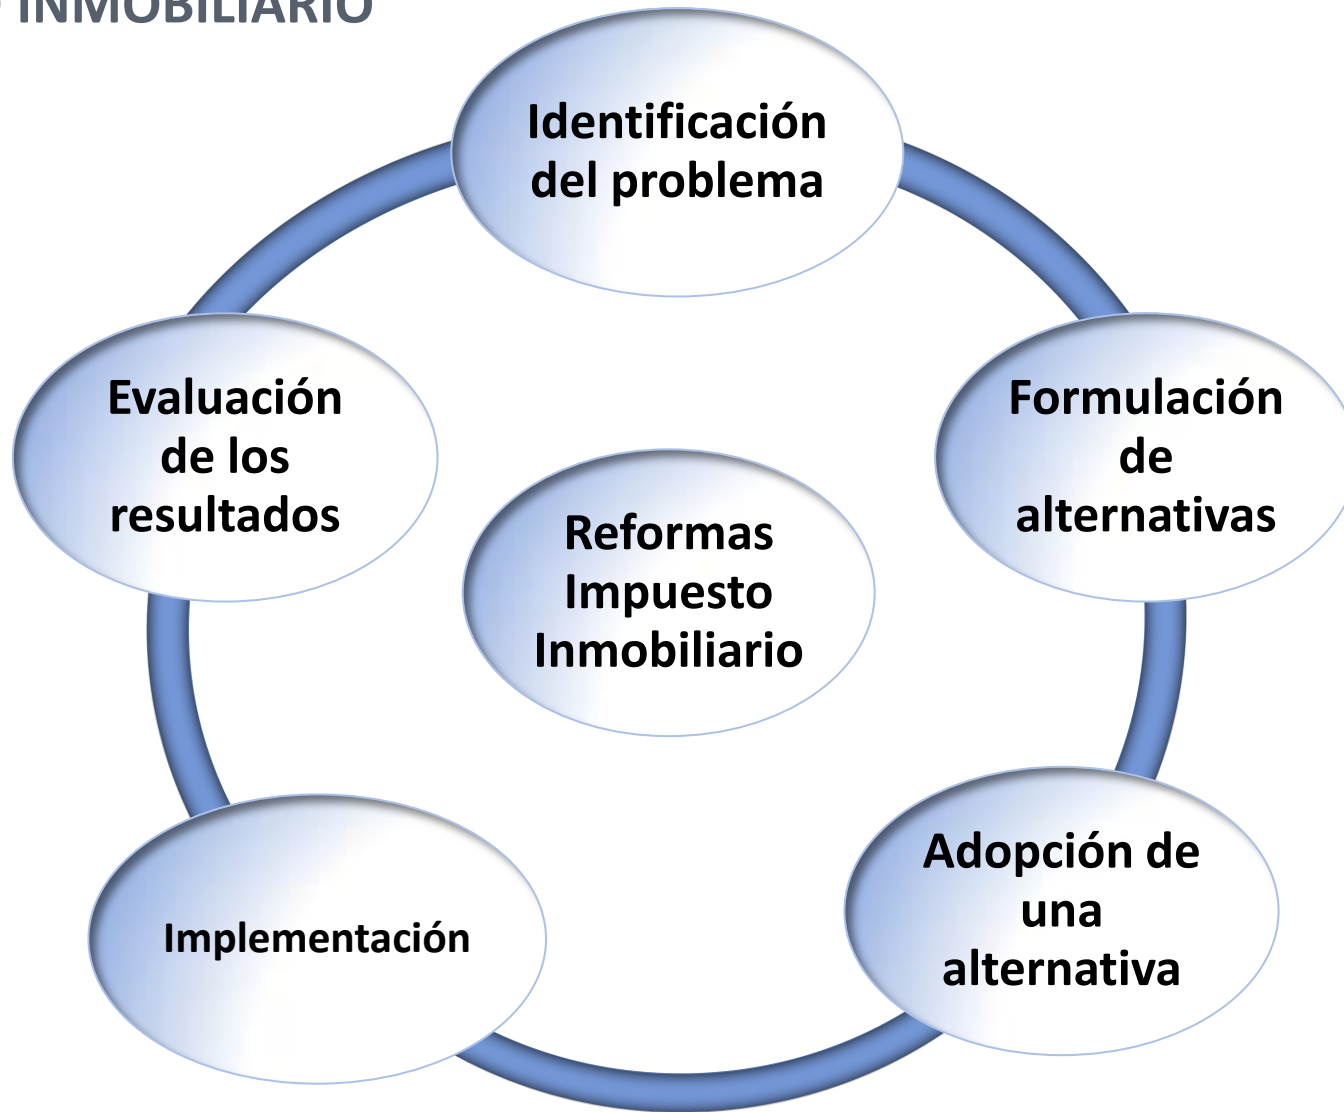 INMOBILIARIO
Identificación
del problema
Formulación
de
alternativas
Adopción de
una
alternativa
Implementación
Evaluación
de los
resultados
Reformas
Impuesto
Inmobiliario